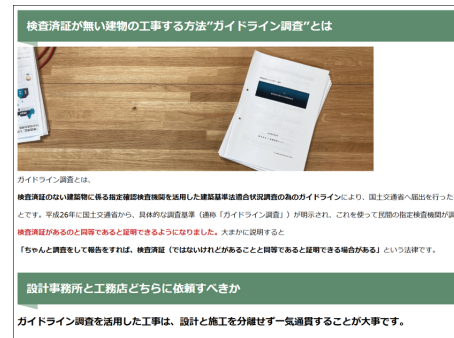 検査済証が無い建物の工事する方法“ガイドライン調査”とは
ガイドライン調査とは、
検査済証のない建築物に係る指定確認検査機関を活用した建築基準法適合状況調査の為のガイドラインにより、国土交通省へ届出を行った
とです。平成26年に国土交通省から、具体的な調査基準（通称「ガイドライン調査」）が明示され、これを使って民間の指定検査機関が調
検査済証があるのと同等であると証明できるようになりました。大まかに説明すると
「ちゃんと調査をして報告をすれば、検査済証（ではないけれどがあることと同等であると証明できる場合がある」という法律です。
設計事務所と工務店どちらに依頼すべきか
ガイドライン調査を活用した工事は、設計と施工を分離せず一気通貫することが大事です。